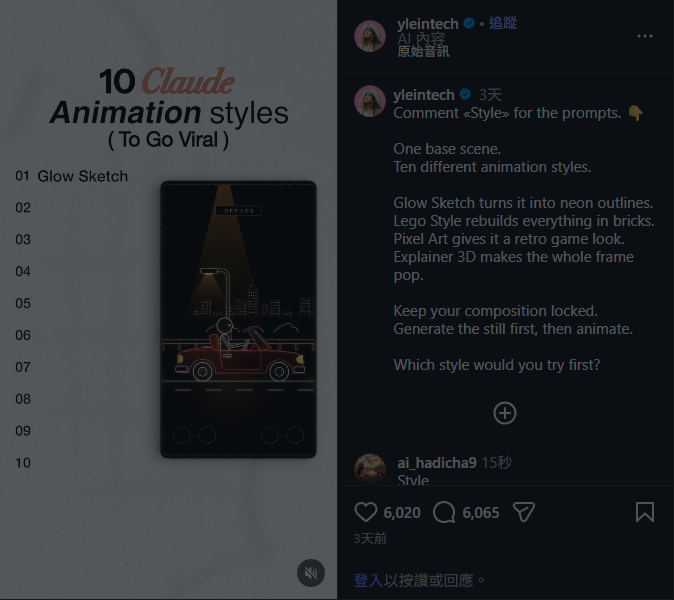 10 Claude
Animation styles
( To Go Viral )
01 Glow Sketch
02
03
04
05
06
07
08
09
10
OFFICE
yleintech • 追蹤
AI 內容
原始音訊
yleintech 3天
Comment «Style» for the prompts. 👇
One base scene.
Ten different animation styles.
Glow Sketch turns it into neon outlines.
Lego Style rebuilds everything in bricks.
Pixel Art gives it a retro game look.
Explainer 3D makes the whole frame
pop.
Keep your composition locked.
Generate the still first, then animate.
Which style would you try first?
ai_hadicha9 15秒
Style
6,020 6,065
3天前
登入以按讚或回應。